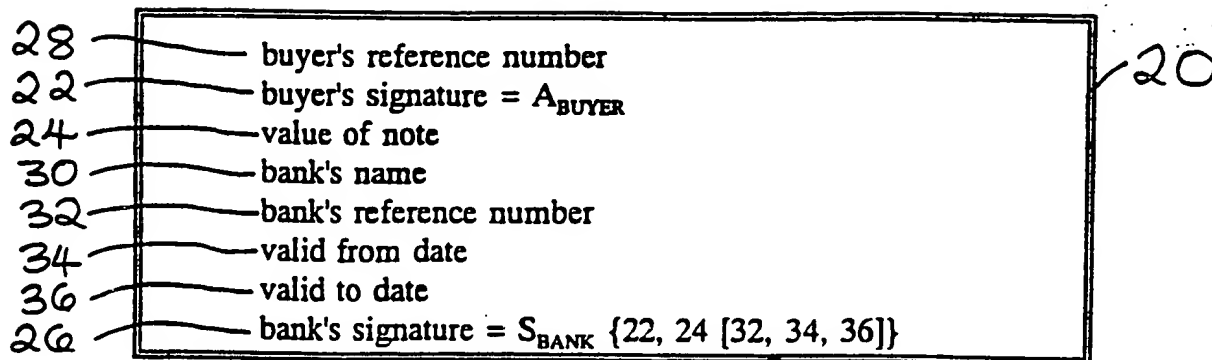 28 buyer's reference number 20
22 buyer's signature = A_BUYER
24 value of note
30 bank's name
32 bank's reference number
34 valid from date
36 valid to date
26 bank's signature = S_BANK {22, 24 [32, 34, 36]}